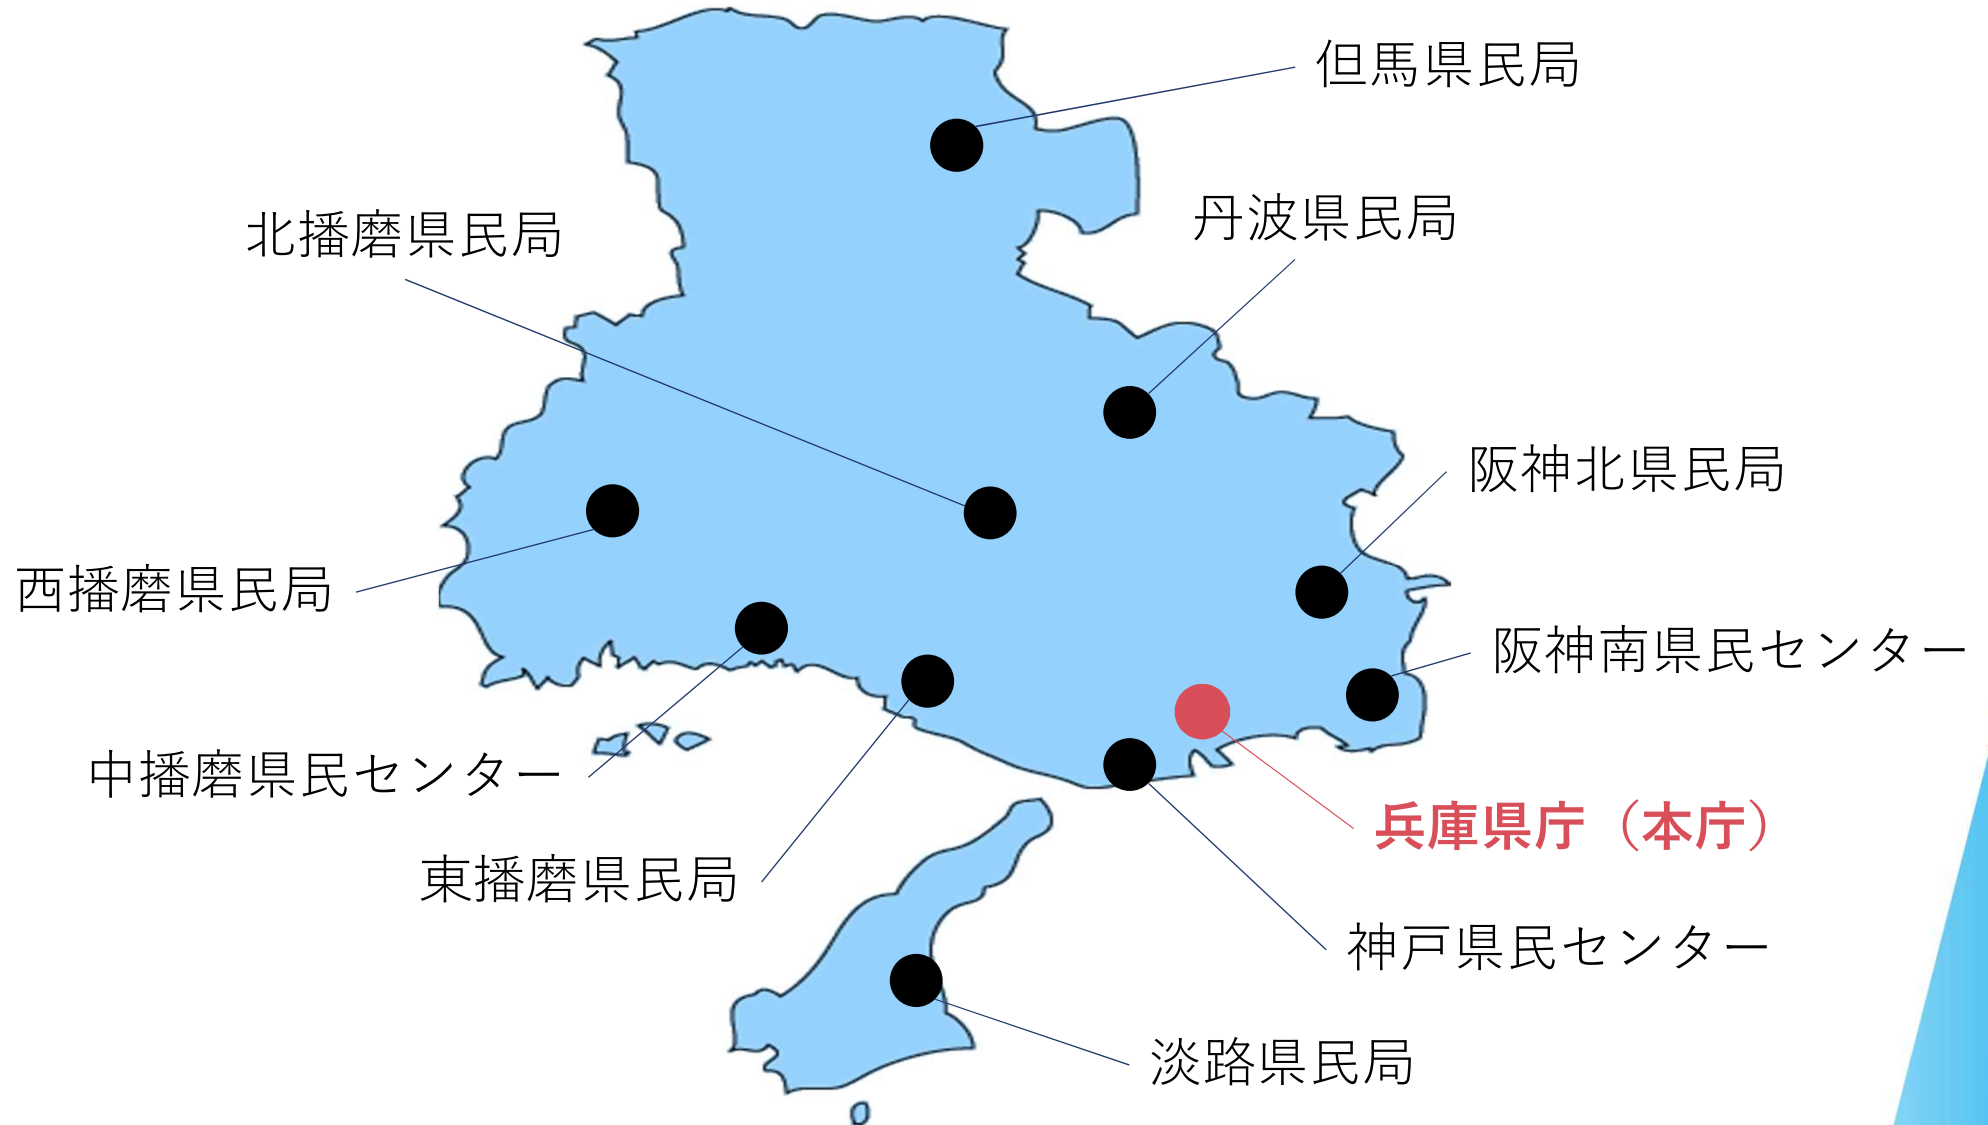 但馬県民局
丹波県民局
北播磨県民局
阪神北県民局
西播磨県民局
阪神南県民センター
中播磨県民センター
兵庫県庁（本庁）
東播磨県民局
神戸県民センター
淡路県民局